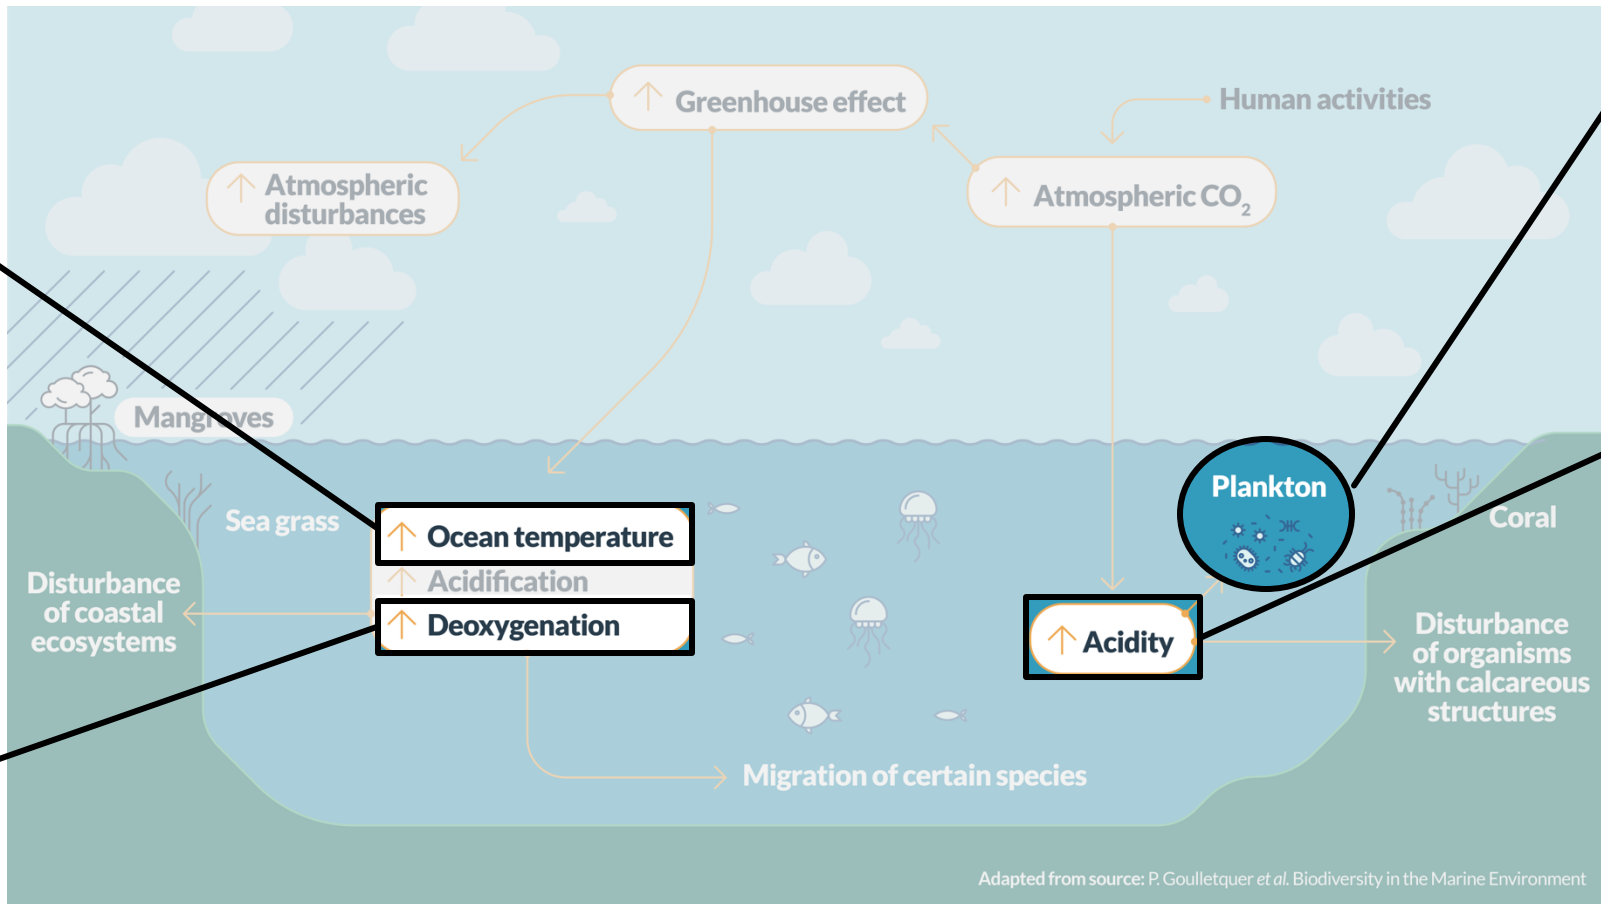 Greenhouse effect
Human activities
Atmospheric
disturbances
Atmospheric CO₂
Mangroves
Plankton
Sea grass
Ocean temperature
Coral
Acidification
Deoxygenation
Disturbance
of coastal
ecosystems
Acidity
Disturbance
of organisms
with calcareous
structures
Migration of certain species
Adapted from source: P. Goulletquer et al. Biodiversity in the Marine Environment